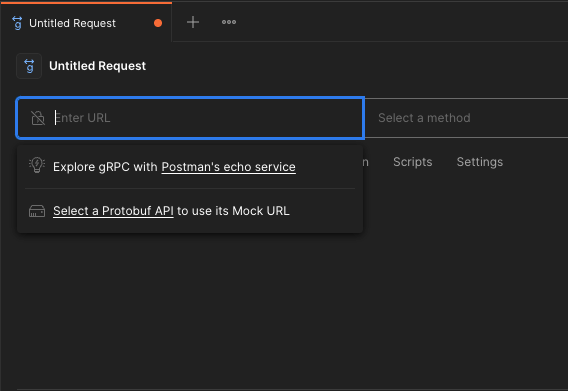 Untitled Request
Untitled Request
Enter URL
Select a method
Explore gRPC with Postman's echo service
n Scripts Settings
Select a Protobuf API to use its Mock URL